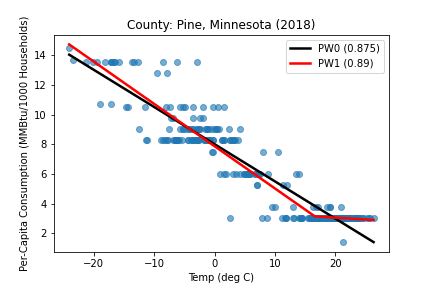 County: Pine, Minnesota (2018)
PW0 (0.875)
PW1 (0.89)
Per-Capita Consumption (MMBtu/1000 Households)
14
12
10
8
6
4
2
−20 −10 0 10 20
Temp (deg C)